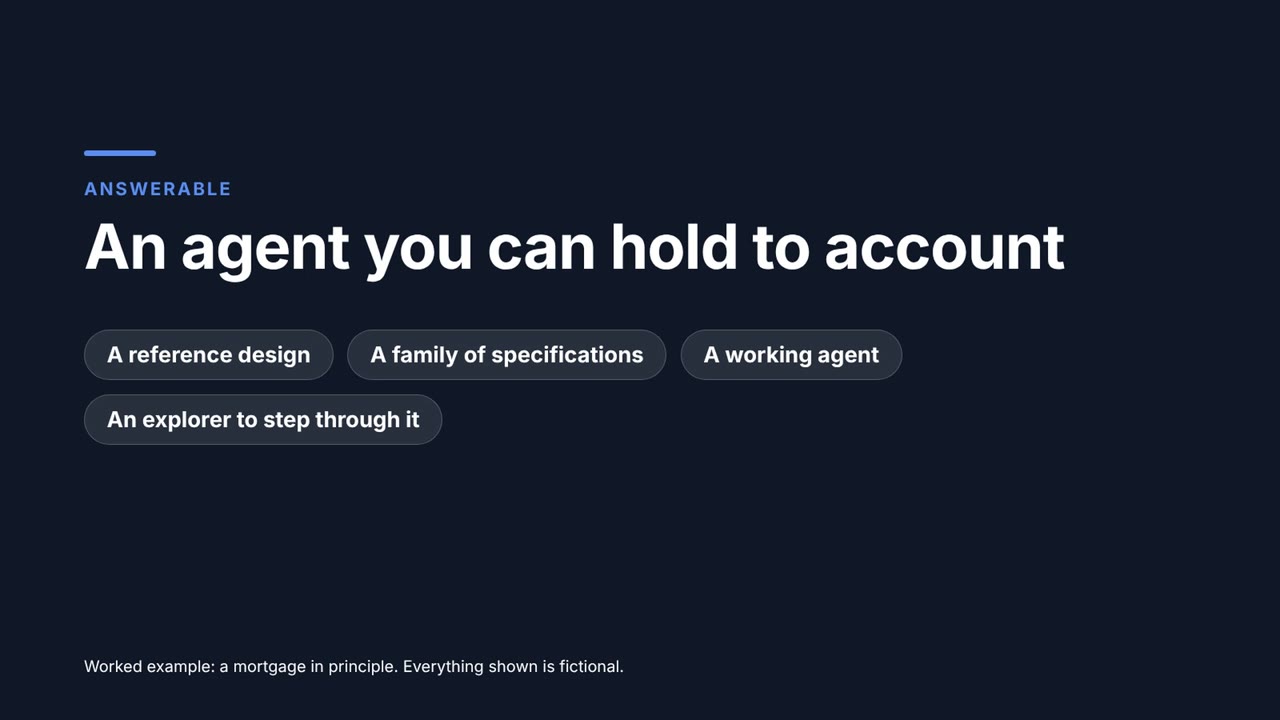 ANSWERABLE
An agent you can hold to account
A reference design
A family of specifications
A working agent
An explorer to step through it
Worked example: a mortgage in principle. Everything shown is fictional.